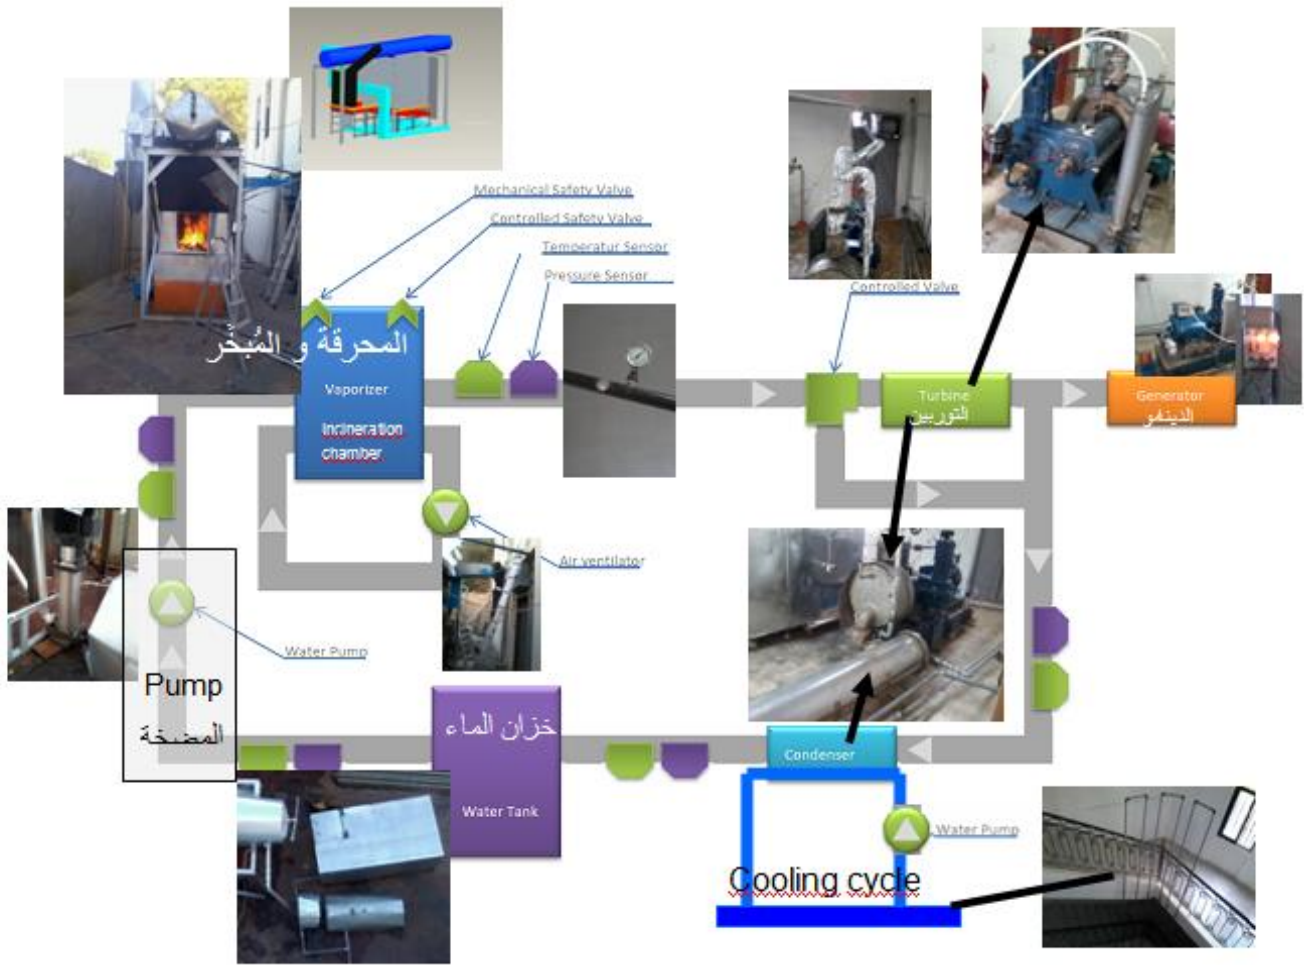 Mechanical Safety Valve
Controlled Safety Valve
Temperatur Sensor
Pressure Sensor
Controlled Valve
المحرقة و المُبخِّر
Vaporizer
Incineration
chamber
Turbine
التوربين
Generator
الدينمو
Air ventilator
Water Pump
Pump
المضخة
خزان الماء
Water Tank
Condenser
Water Pump
Cooling cycle